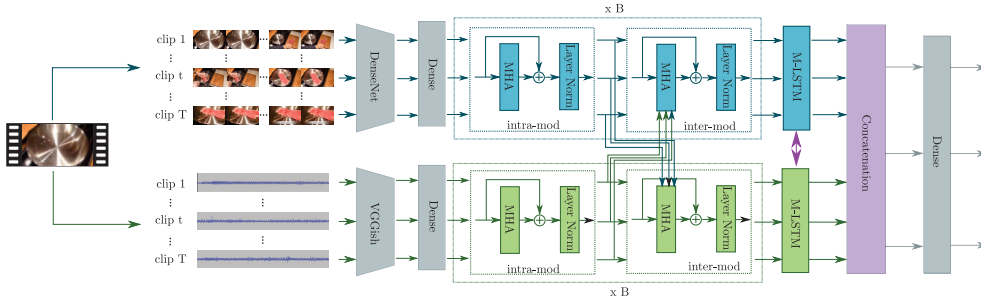 x B
clip 1
clip t
clip T
DenseNet
Dense
MHA
Layer Norm
intra-mod
MHA
Layer Norm
inter-mod
M-LSTM
Concatenation
Dense
clip 1
clip t
clip T
VGGish
Dense
MHA
Layer Norm
intra-mod
MHA
Layer Norm
inter-mod
M-LSTM
x B